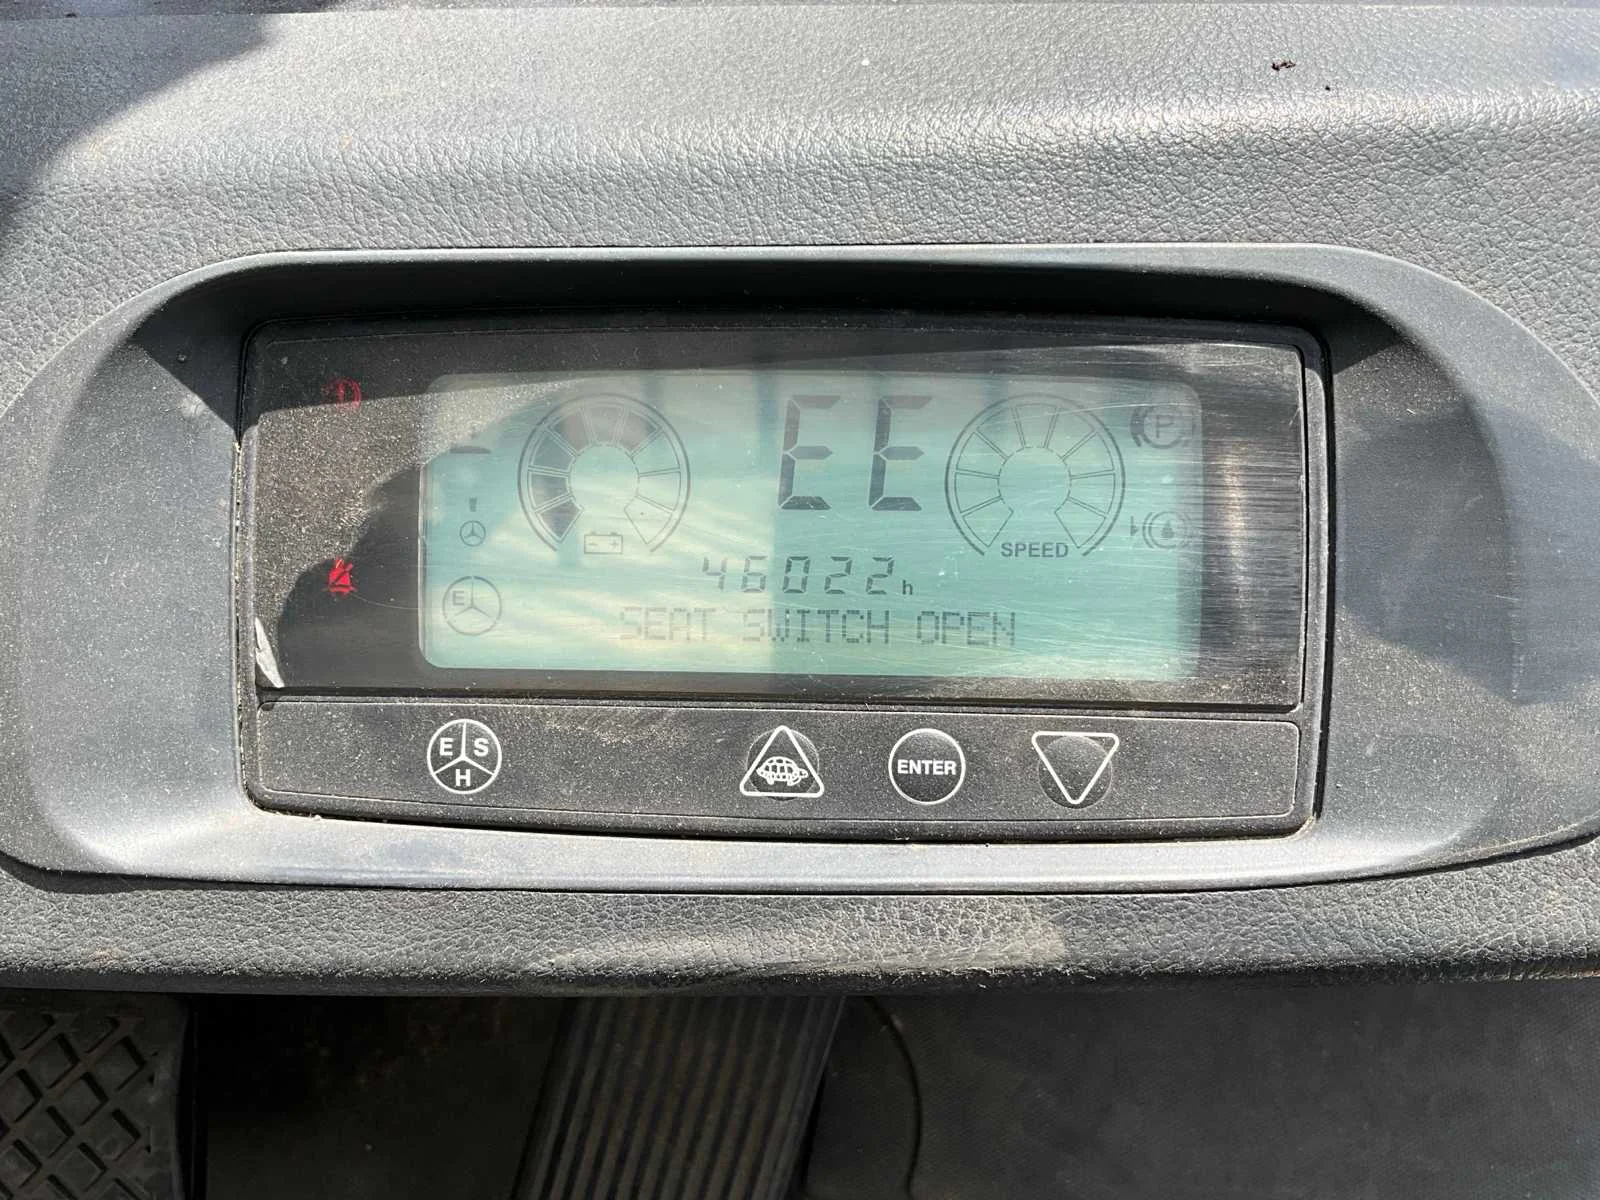 EE
P
SPEED
46022h
E
SEAT SWITCH OPEN
E S
H
ENTER